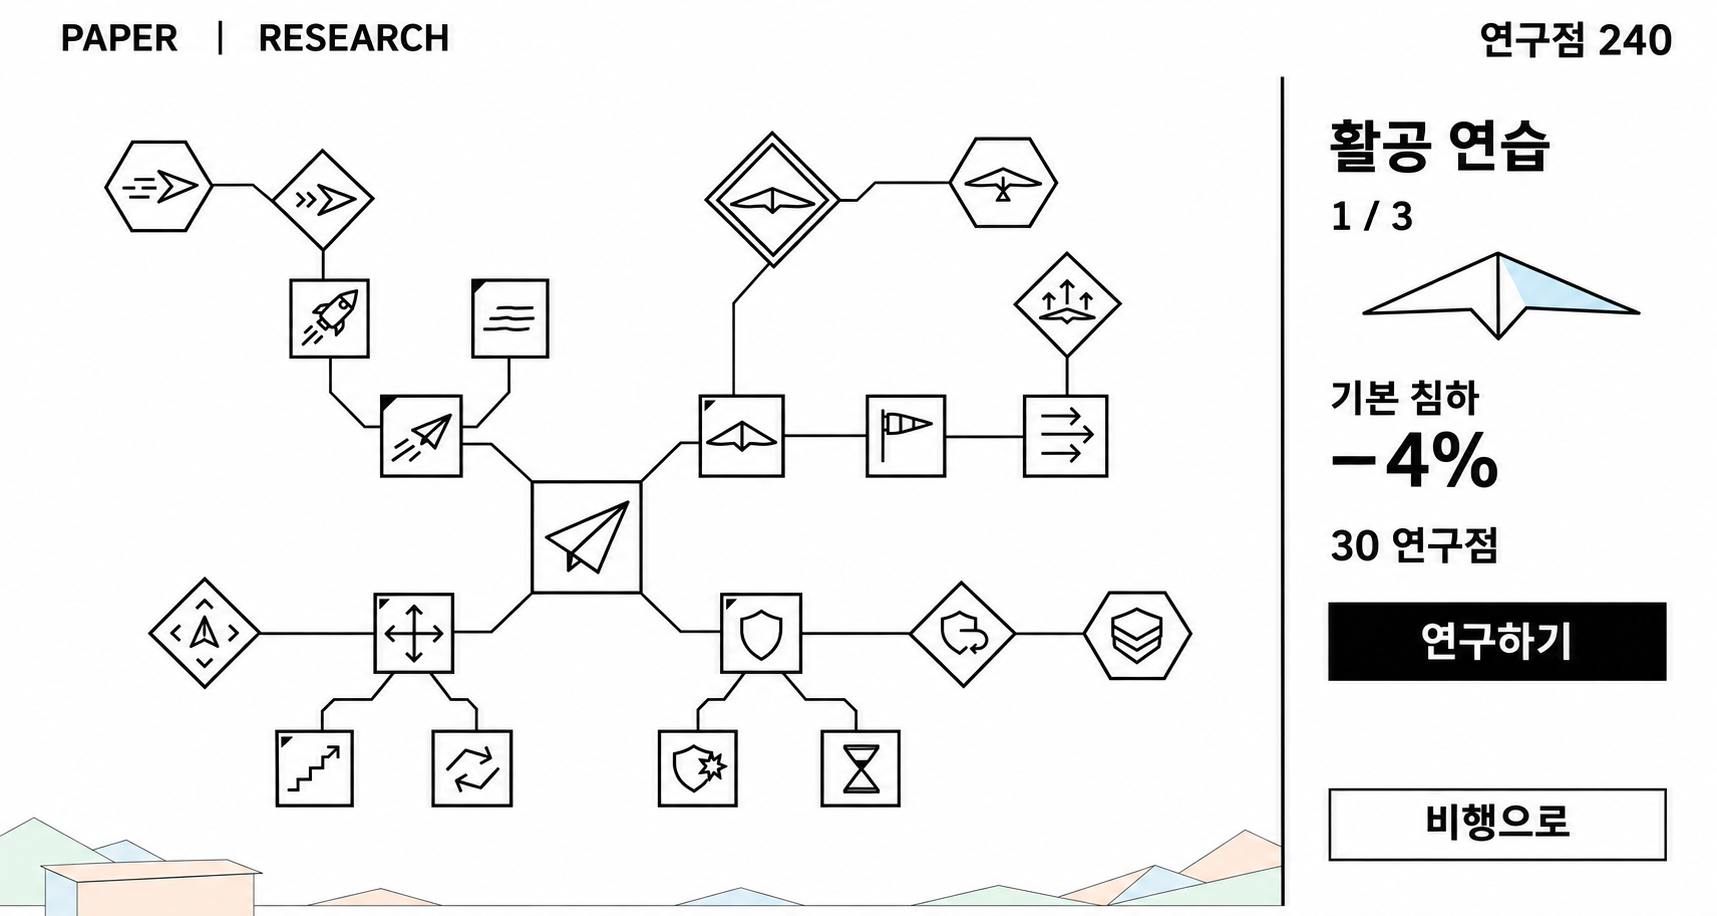 PAPER | RESEARCH
연구점 240
활공 연습
1 / 3
기본 침하
−4%
30 연구점
연구하기
비행으로